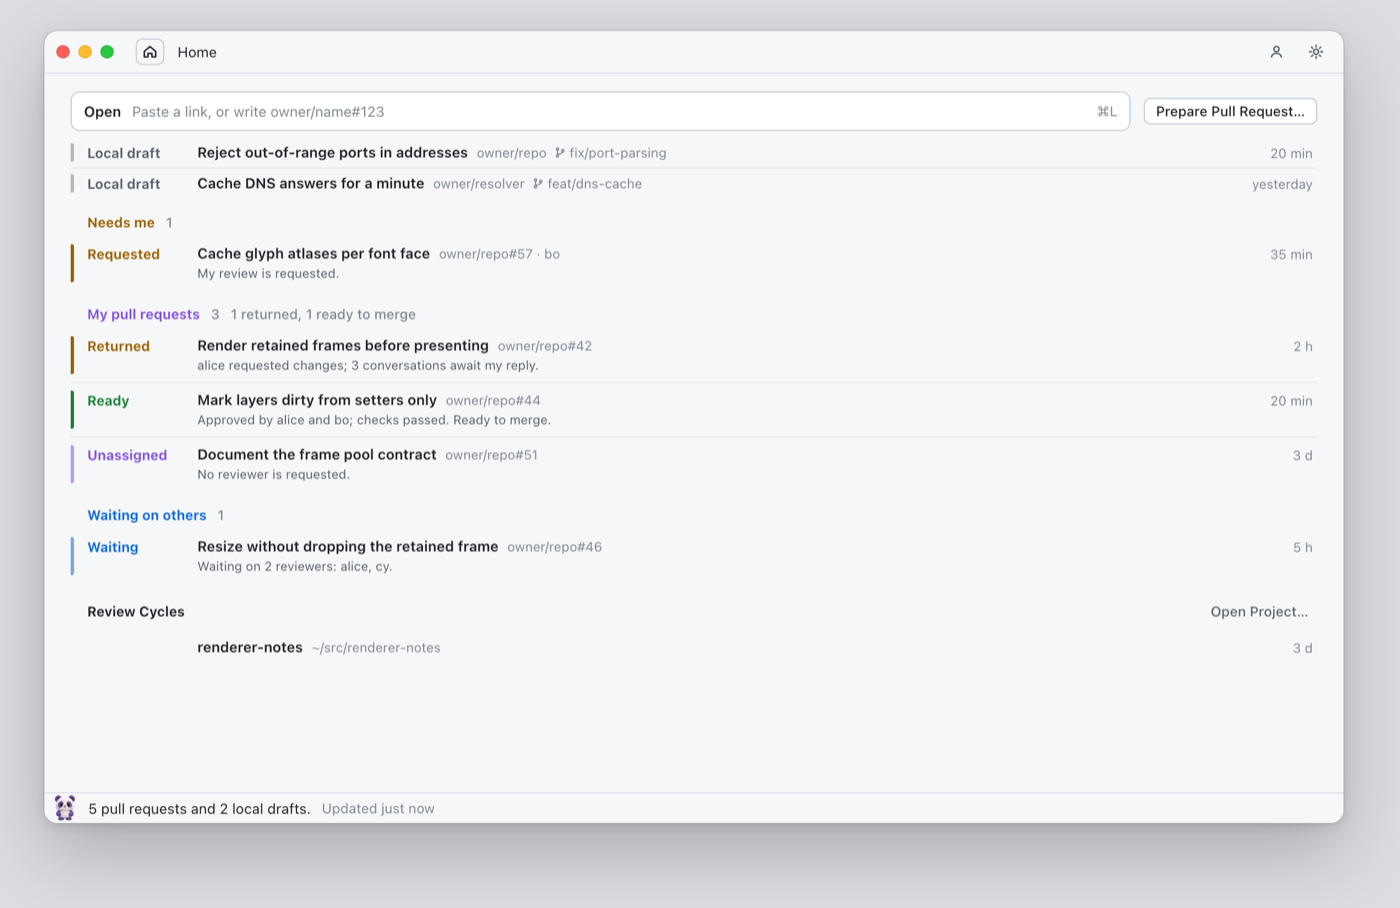 Home
Open Paste a link, or write owner/name#123 ⌘L Prepare Pull Request...
Local draft Reject out-of-range ports in addresses owner/repo fix/port-parsing 20 min
Local draft Cache DNS answers for a minute owner/resolver feat/dns-cache yesterday
Needs me 1
Requested Cache glyph atlases per font face owner/repo#57 · bo 35 min
My review is requested.
My pull requests 3 1 returned, 1 ready to merge
Returned Render retained frames before presenting owner/repo#42 2 h
alice requested changes; 3 conversations await my reply.
Ready Mark layers dirty from setters only owner/repo#44 20 min
Approved by alice and bo; checks passed. Ready to merge.
Unassigned Document the frame pool contract owner/repo#51 3 d
No reviewer is requested.
Waiting on others 1
Waiting Resize without dropping the retained frame owner/repo#46 5 h
Waiting on 2 reviewers: alice, cy.
Review Cycles Open Project...
renderer-notes ~/src/renderer-notes 3 d
5 pull requests and 2 local drafts. Updated just now